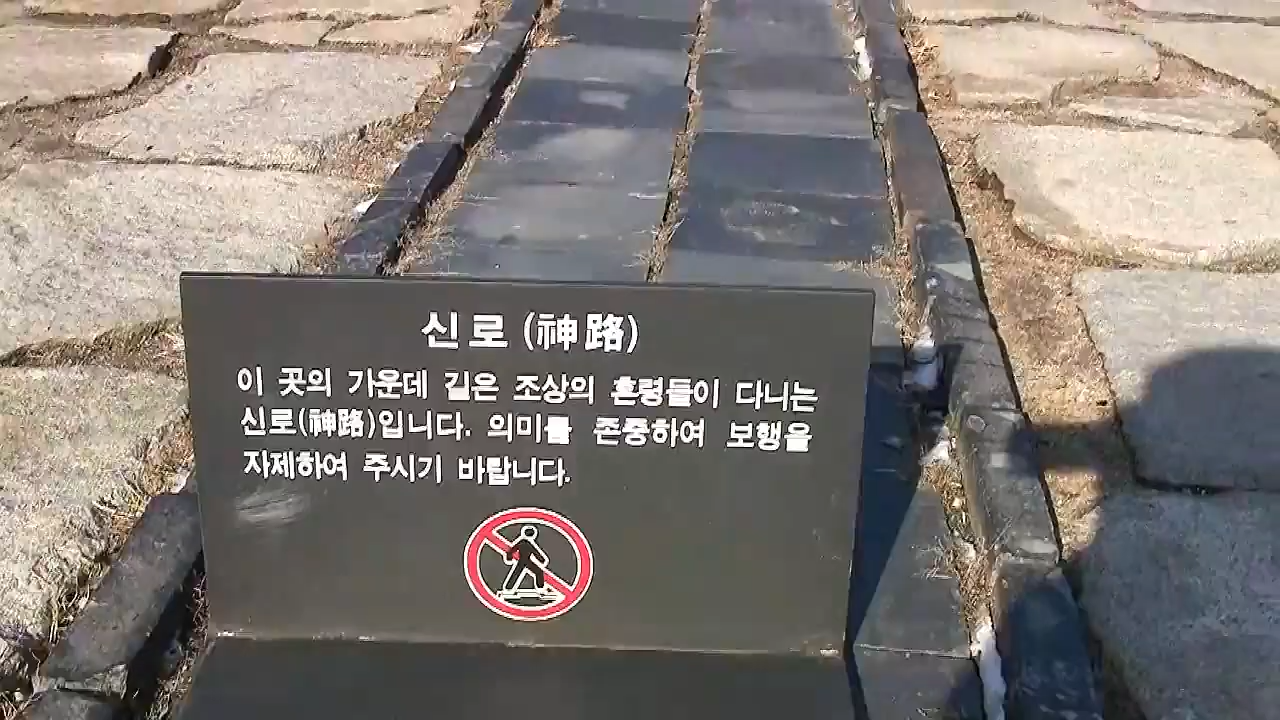 신로 (神路)
이 곳의 가운데 길은 조상의 혼령들이 다니는
신로(神路)입니다. 의미를 존중하여 보행을
자제하여 주시기 바랍니다.